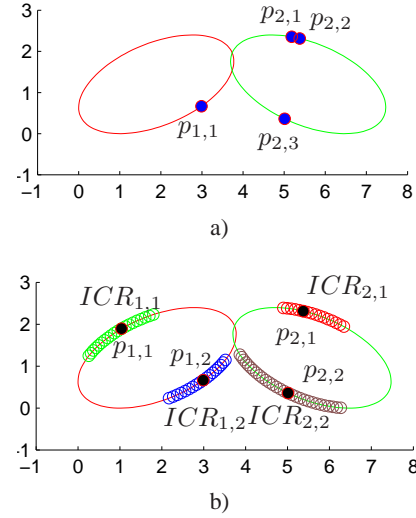 3
p2,1 p2,2
2
1
p1,1
p2,3
0
−1
−1 0 1 2 3 4 5 6 7 8
a)
3
ICR1,1 ICR2,1
2
p1,1 p1,2 p2,1
1
p2,2
ICR1,2 ICR2,2
0
−1
−1 0 1 2 3 4 5 6 7 8
b)